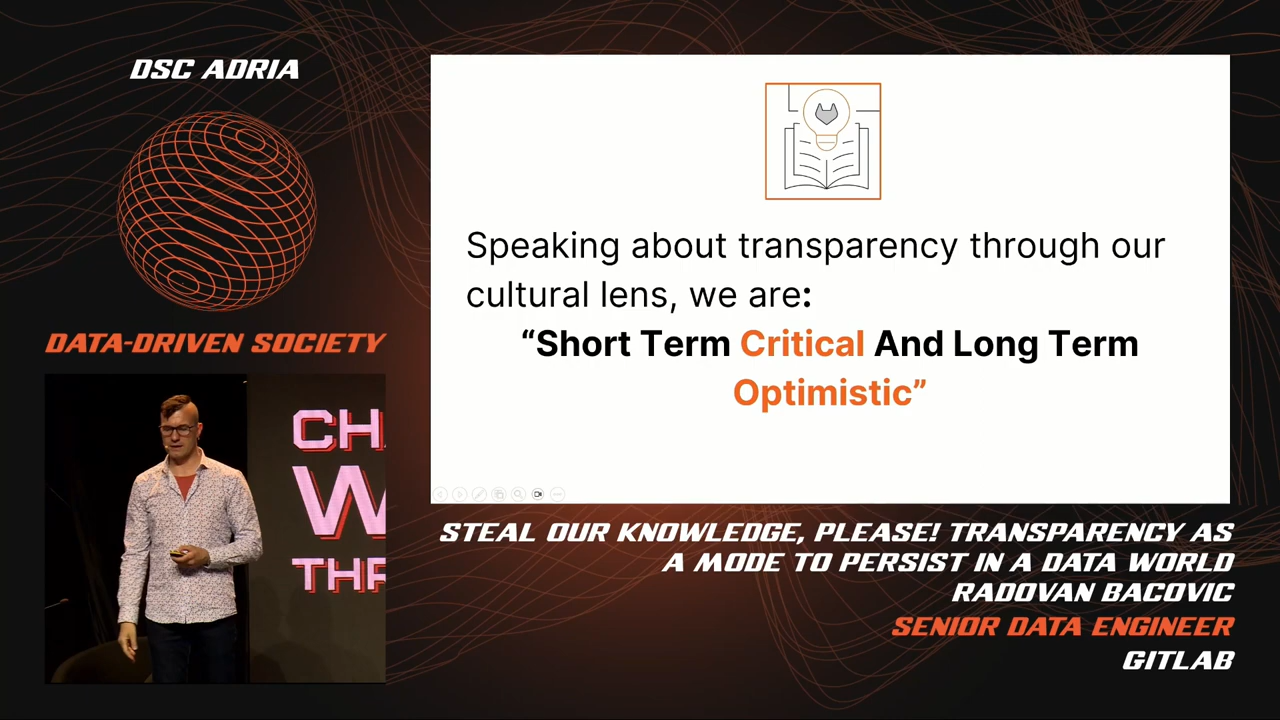 DSC ADRIA
DATA-DRIVEN SOCIETY
CH
W
THR
Speaking about transparency through our
cultural lens, we are:
“Short Term Critical And Long Term
Optimistic”
STEAL OUR KNOWLEDGE, PLEASE! TRANSPARENCY AS
A MODE TO PERSIST IN A DATA WORLD
RADOVAN BACOVIC
SENIOR DATA ENGINEER
GITLAB